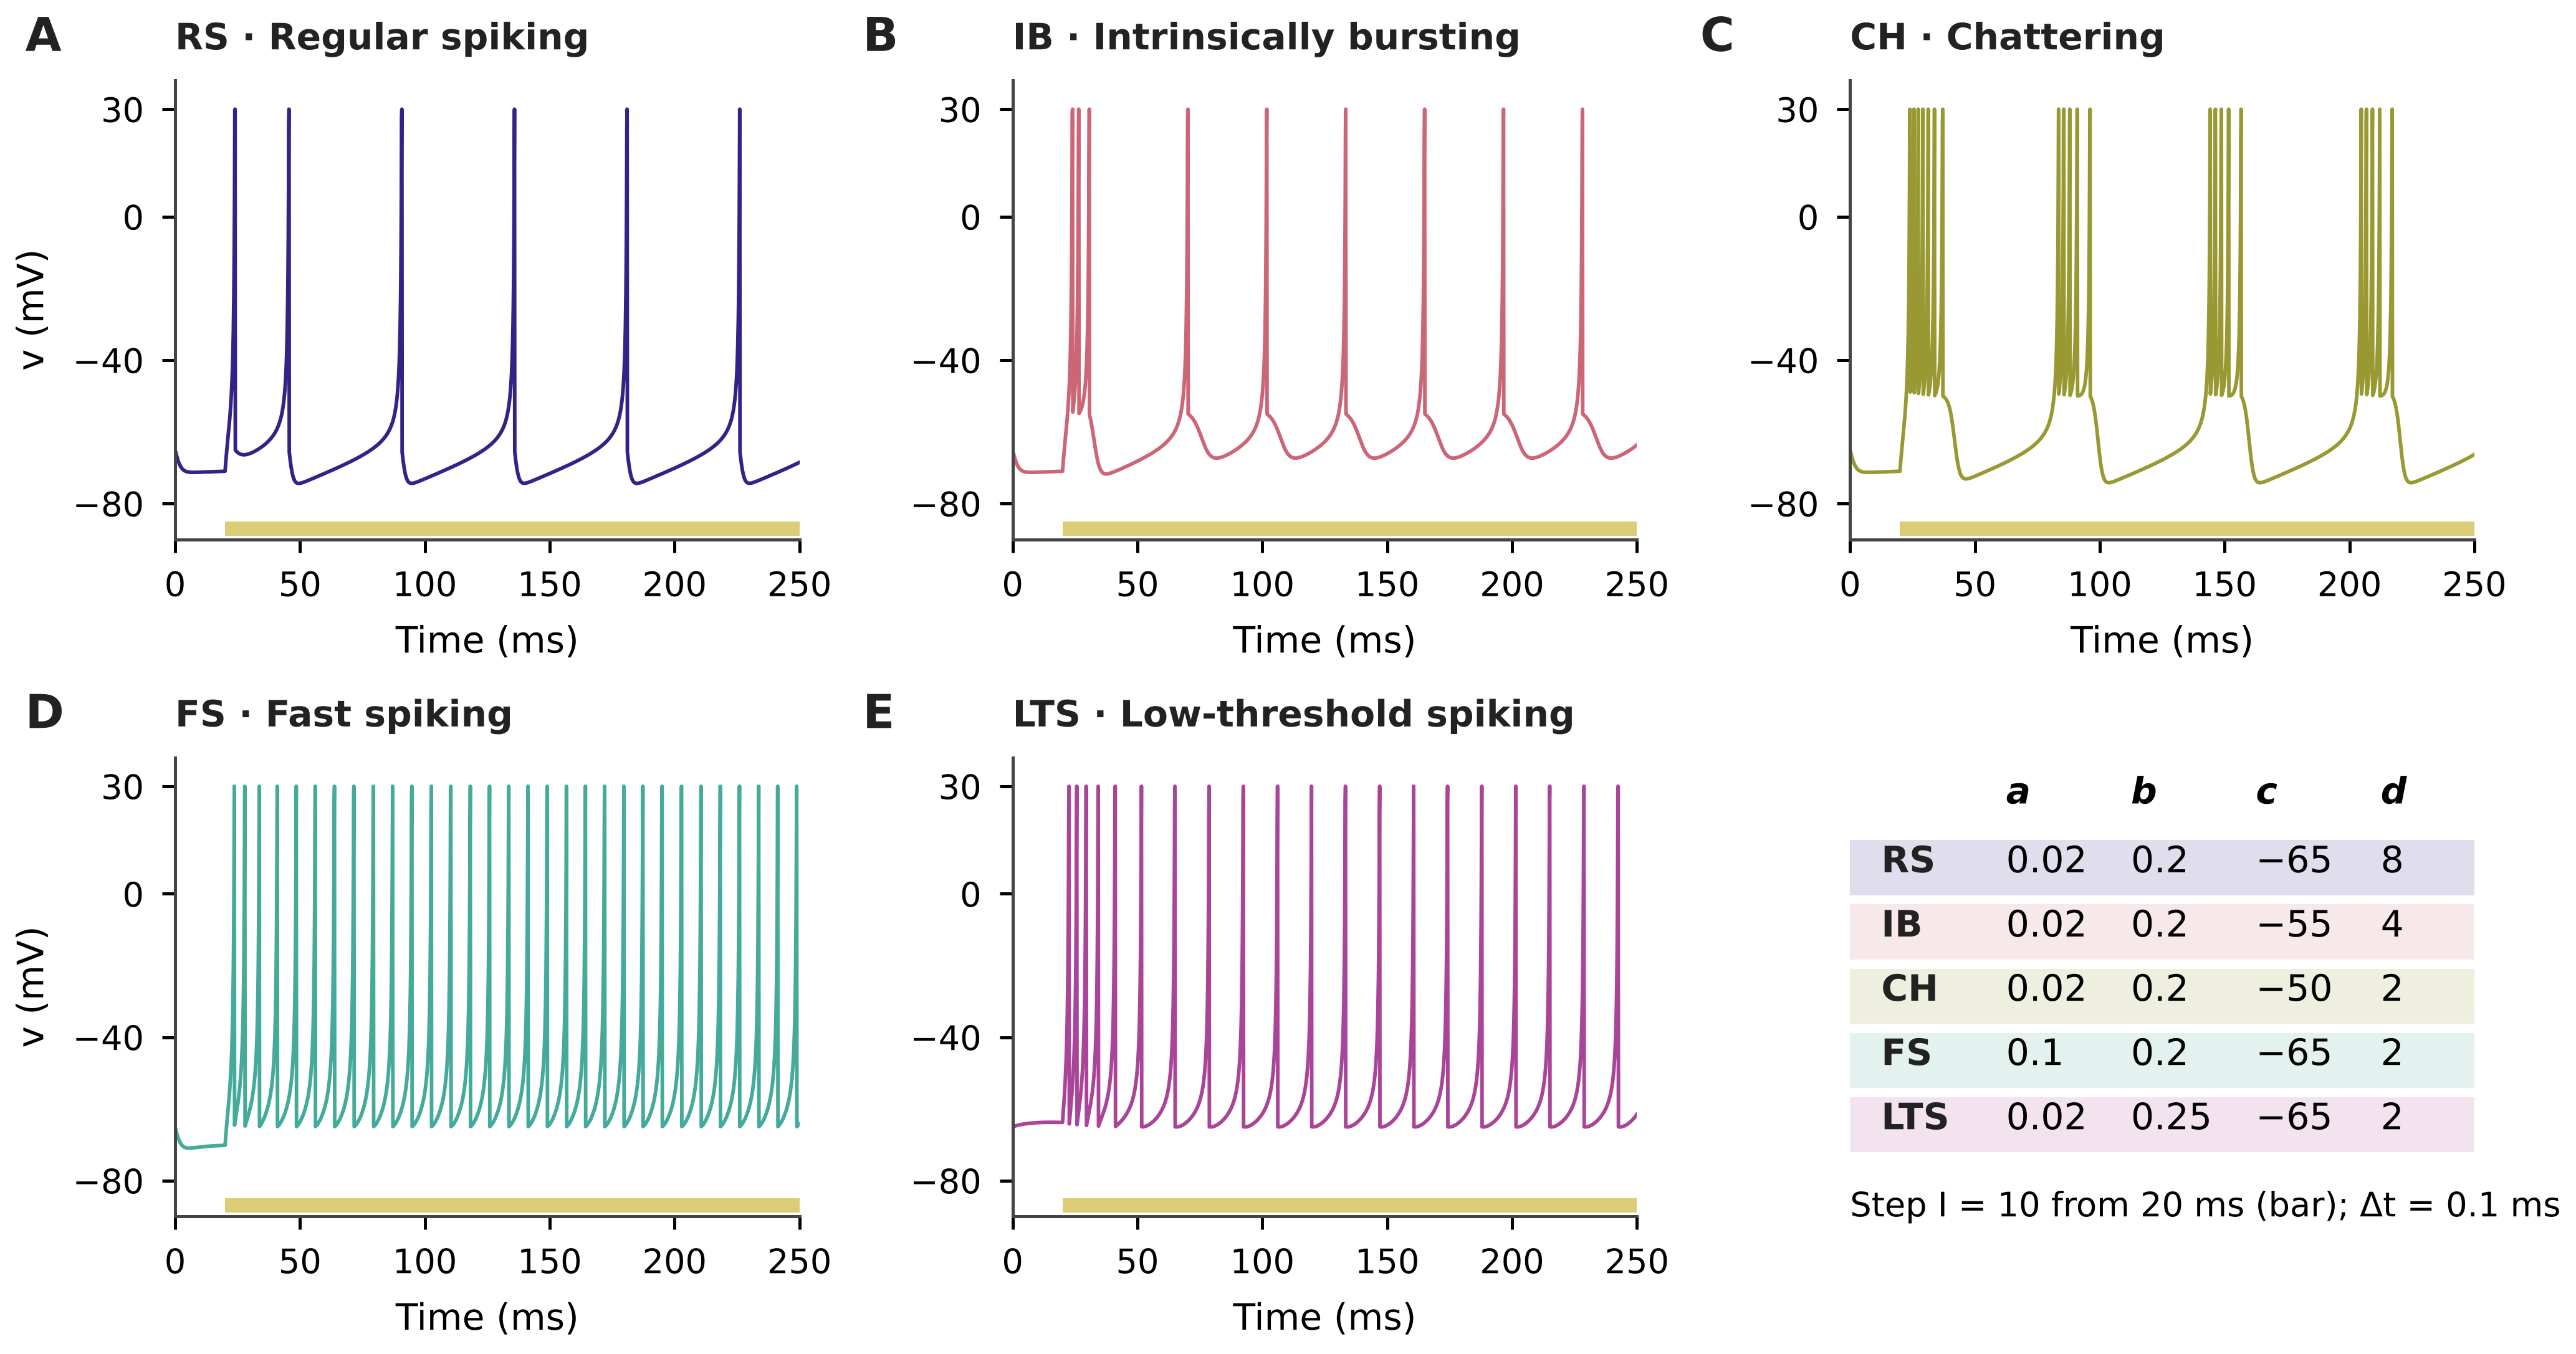 A RS · Regular spiking
v (mV)
30
0
−40
−80
0 50 100 150 200 250
Time (ms)
B IB · Intrinsically bursting
30
0
−40
−80
0 50 100 150 200 250
Time (ms)
C CH · Chattering
30
0
−40
−80
0 50 100 150 200 250
Time (ms)
D FS · Fast spiking
v (mV)
30
0
−40
−80
0 50 100 150 200 250
Time (ms)
E LTS · Low-threshold spiking
30
0
−40
−80
0 50 100 150 200 250
Time (ms)
a b c d
RS 0.02 0.2 −65 8
IB 0.02 0.2 −55 4
CH 0.02 0.2 −50 2
FS 0.1 0.2 −65 2
LTS 0.02 0.25 −65 2
Step I = 10 from 20 ms (bar); Δt = 0.1 ms